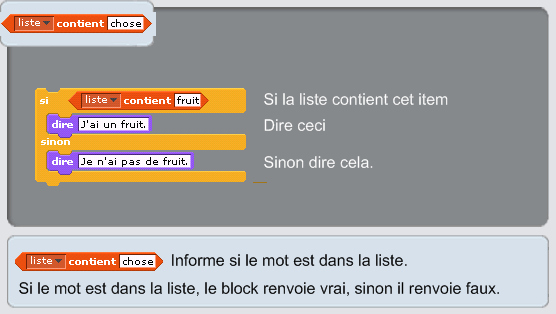 liste contient chose
si liste contient fruit Si la liste contient cet item
dire J'ai un fruit. Dire ceci
sinon
dire Je n'ai pas de fruit. Sinon dire cela.
liste contient chose Informe si le mot est dans la liste.
Si le mot est dans la liste, le block renvoie vrai, sinon il renvoie faux.